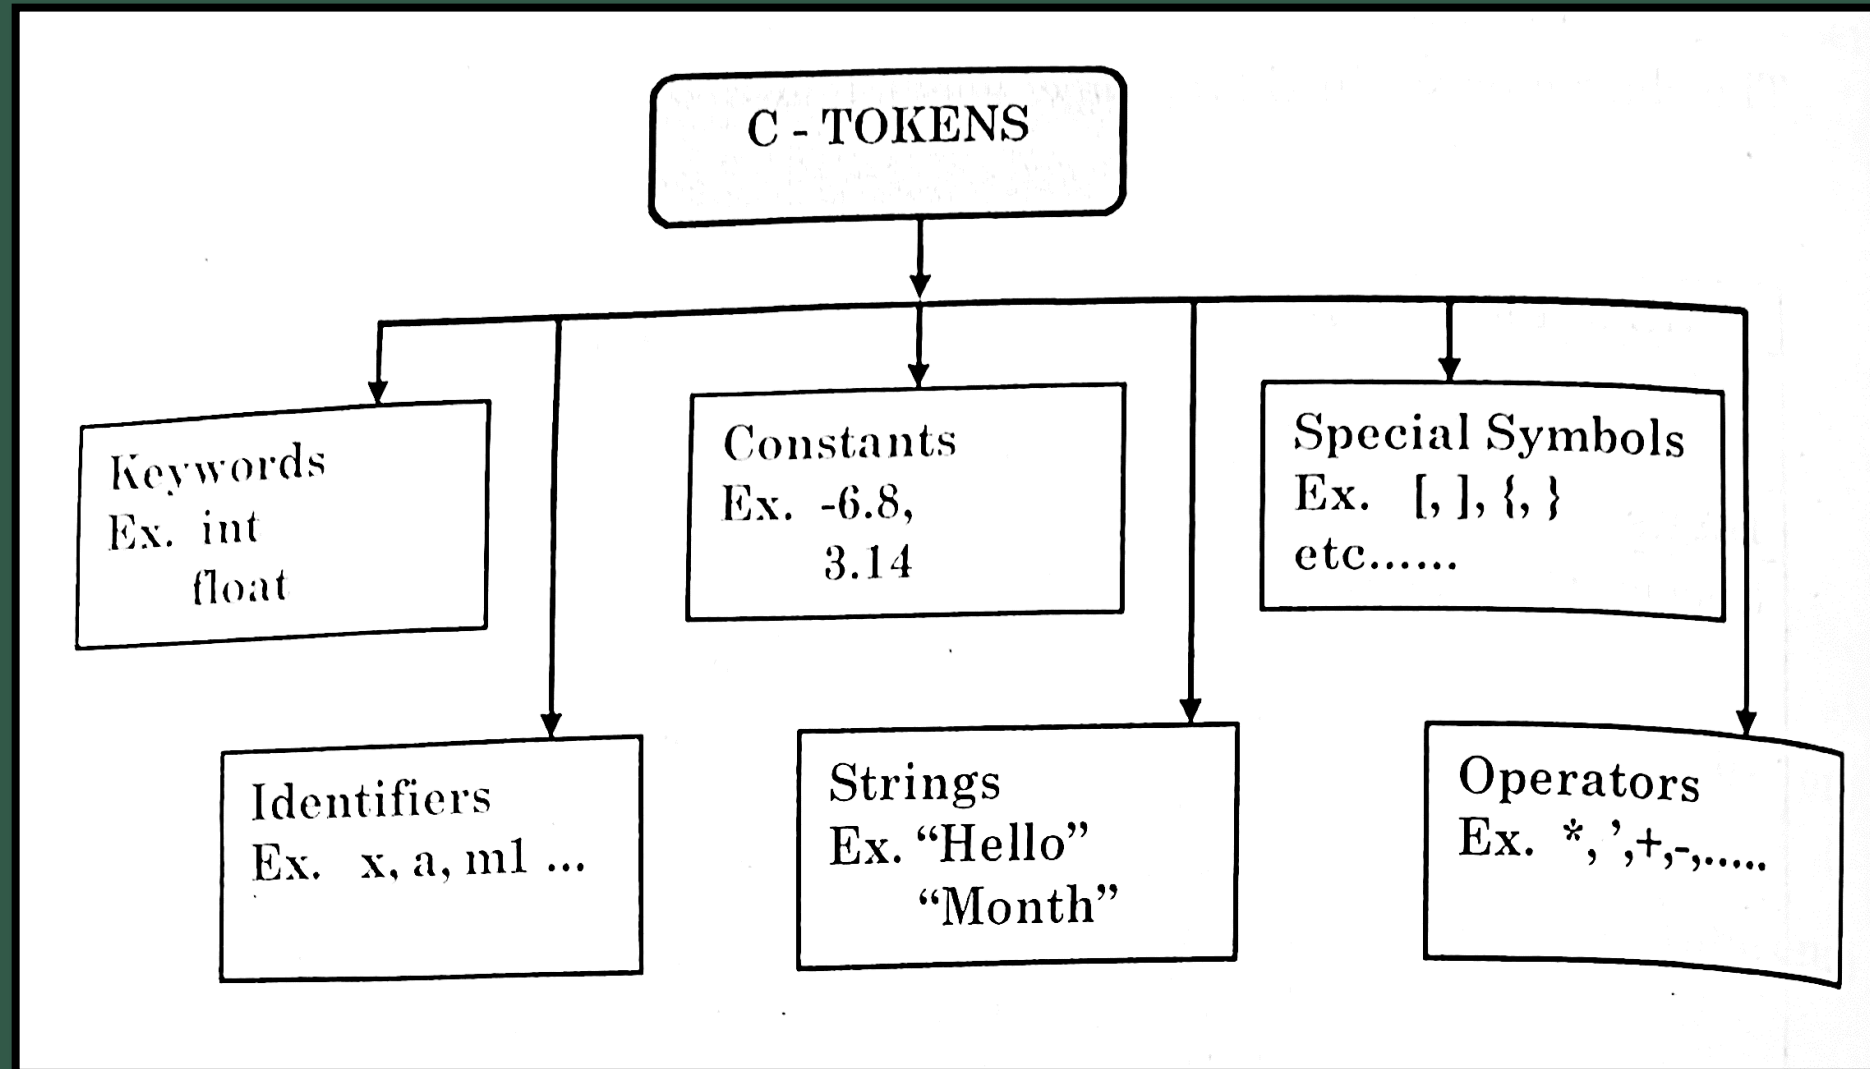 C - TOKENS
Keywords
Ex. int
float
Constants
Ex. -6.8,
3.14
Special Symbols
Ex. [, ], {, }
etc......
Identifiers
Ex. x, a, m1 ...
Strings
Ex. “Hello”
“Month”
Operators
Ex. *, ’,+,-,.....